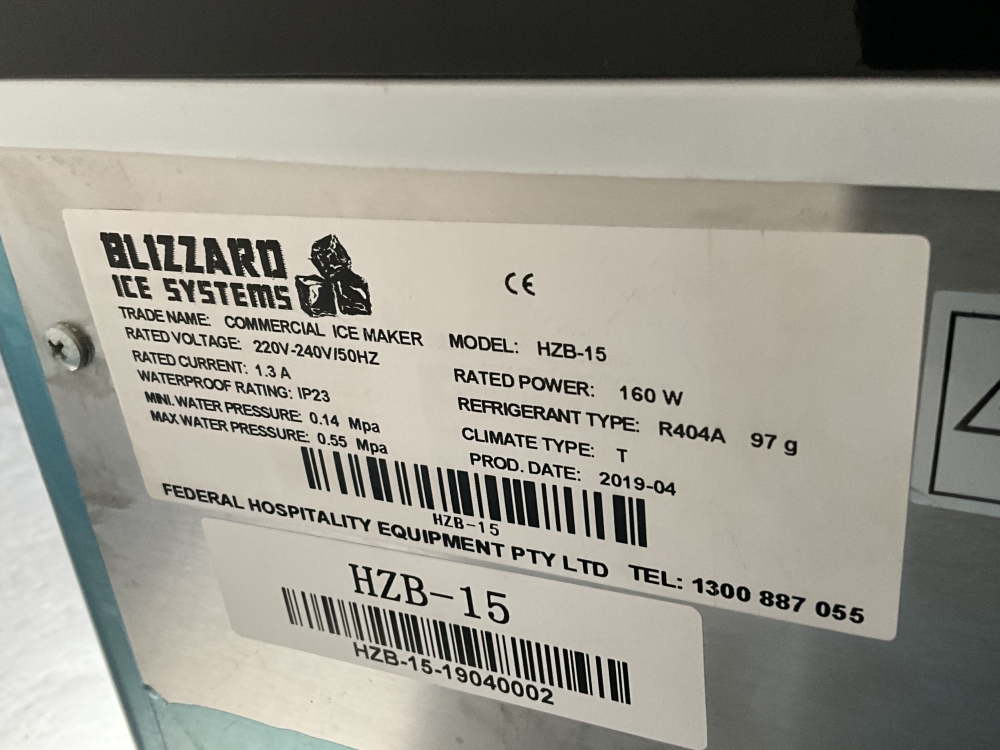 BLIZZARD
ICE SYSTEMS
CE
TRADE NAME: COMMERCIAL ICE MAKER
MODEL: HZB-15
RATED VOLTAGE: 220V-240V/50HZ
RATED POWER: 160 W
RATED CURRENT: 1.3 A
REFRIGERANT TYPE: R404A 97 g
WATERPROOF RATING: IP23
CLIMATE TYPE: T
MINI. WATER PRESSURE: 0.14 Mpa
PROD. DATE: 2019-04
MAX WATER PRESSURE: 0.55 Mpa
HZB-15
FEDERAL HOSPITALITY EQUIPMENT PTY LTD TEL: 1300 887 055
HZB-15
HZB-15-19040002